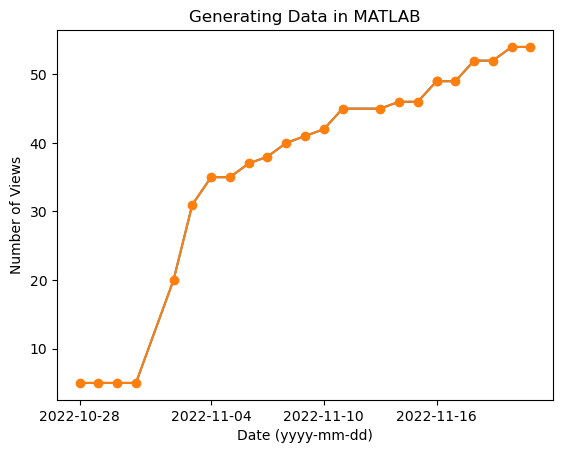 Generating Data in MATLAB
Number of Views
50
40
30
20
10
2022-10-28 2022-11-04 2022-11-10 2022-11-16
Date (yyyy-mm-dd)